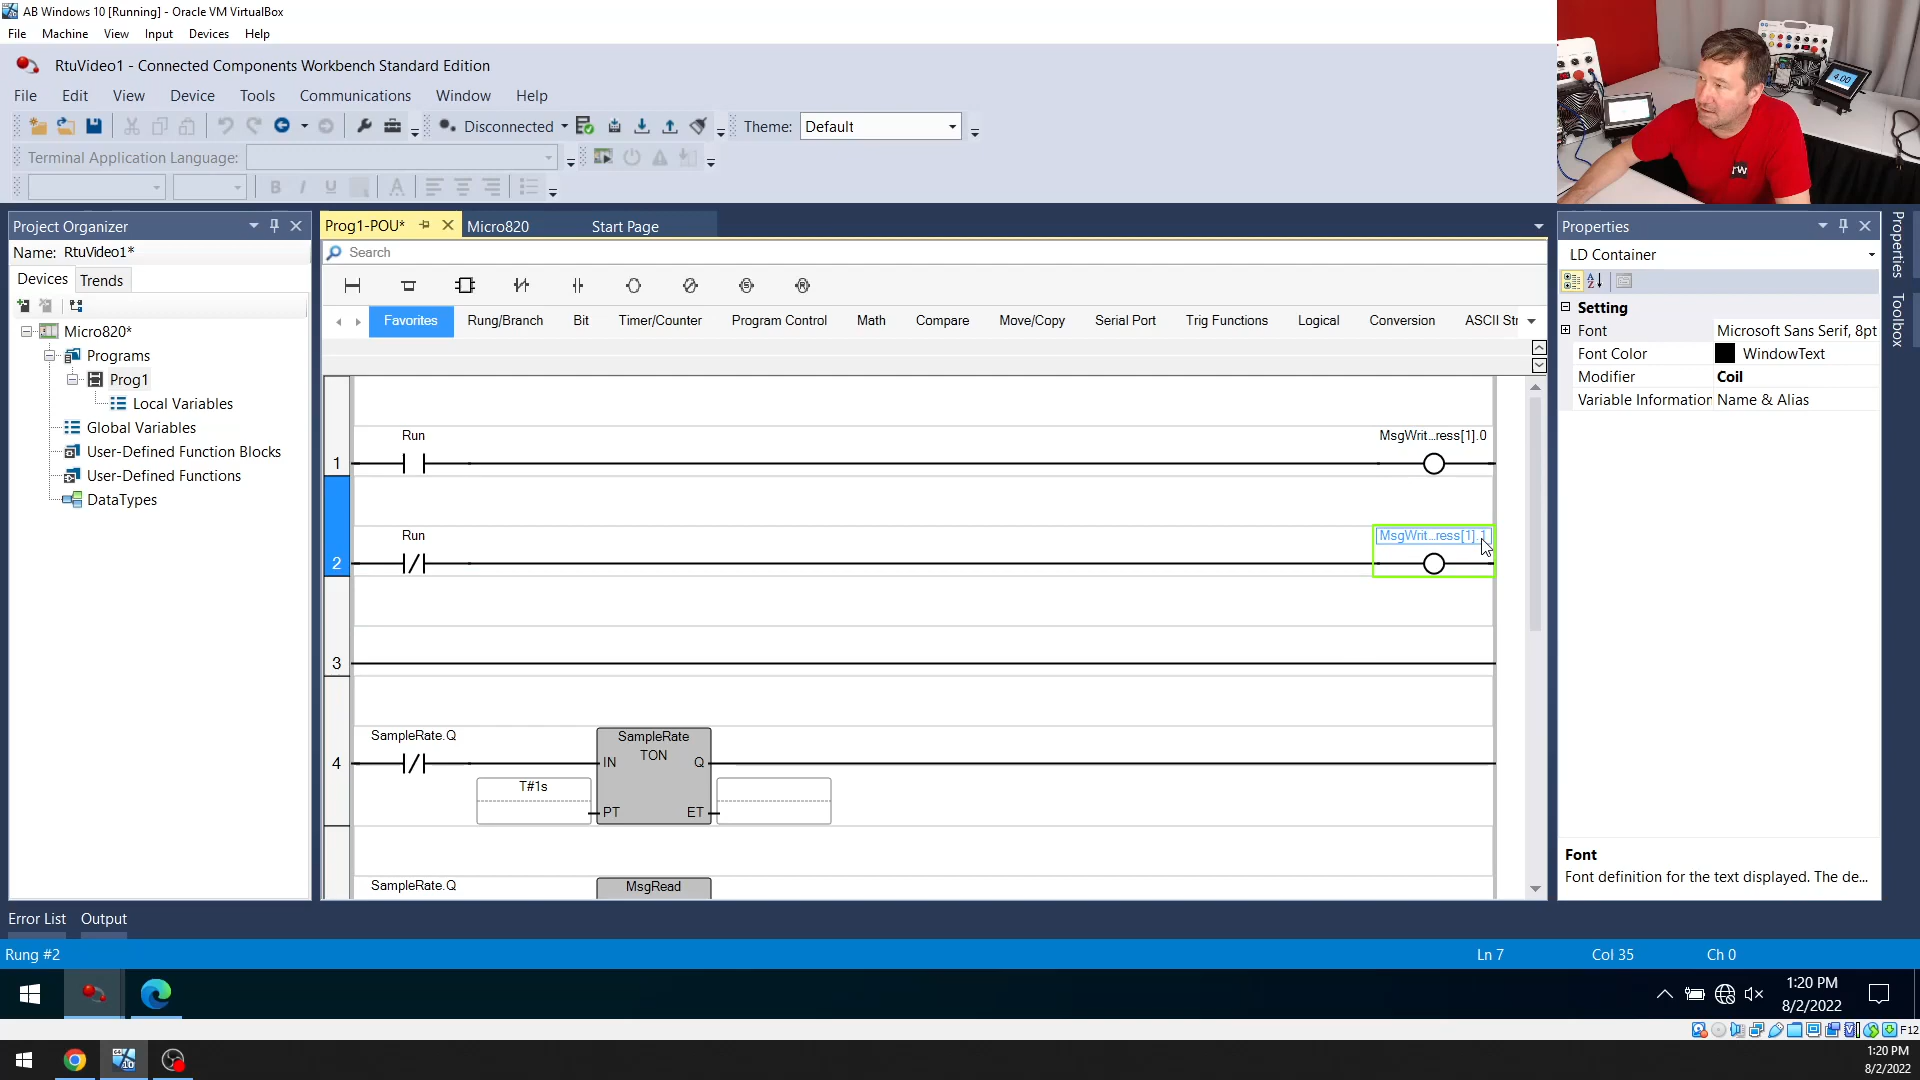 AB Windows 10 [Running] - Oracle VM VirtualBox
File Machine View Input Devices Help
RtuVideo1 - Connected Components Workbench Standard Edition
File Edit View Device Tools Communications Window Help
Disconnected Theme: Default
Terminal Application Language:
B I U A
Project Organizer
Name: RtuVideo1*
Devices Trends
Micro820*
Programs
Prog1
Local Variables
Global Variables
User-Defined Function Blocks
User-Defined Functions
DataTypes
Prog1-POU* Micro820 Start Page
Search
Favorites Rung/Branch Bit Timer/Counter Program Control Math Compare Move/Copy Serial Port Trig Functions Logical Conversion ASCII Stri
Run MsgWrit...ress[1].0
1
Run MsgWrit...ress[1].1
2
3
SampleRate.Q SampleRate
TON
4 IN Q
T#1s
PT ET
SampleRate.Q MsgRead
Properties
LD Container
Setting
Font Microsoft Sans Serif, 8pt
Font Color WindowText
Modifier Coil
Variable Information Name & Alias
Font
Font definition for the text displayed. The de...
Properties
Toolbox
4.00
rw
Error List Output
Rung #2 Ln 7 Col 35 Ch 0
1:20 PM
8/2/2022
F12
1:20 PM
8/2/2022